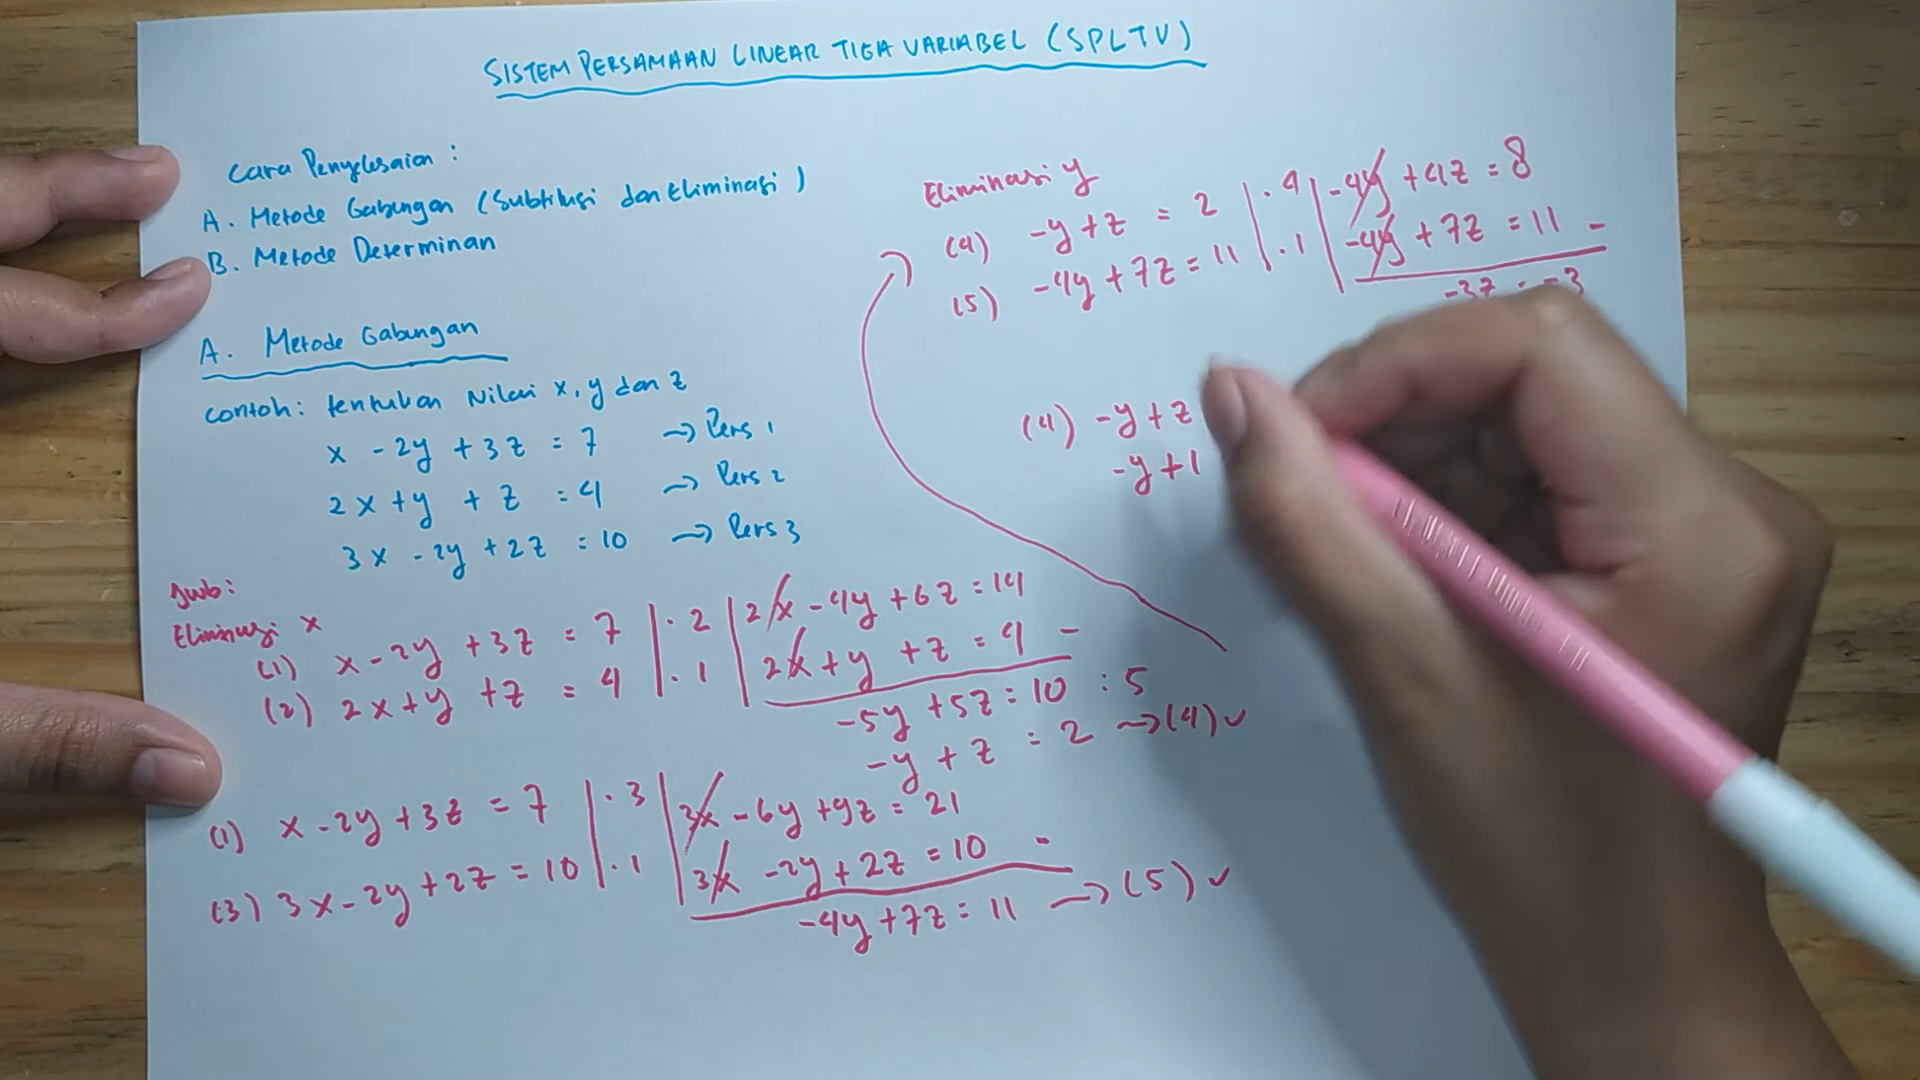 SISTEM PERSAMAAN LINEAR TIGA VARIABEL (SPLTV)
Cara Penyelesaian :
A. Metode Gabungan (Subtitusi dan Eliminasi)
B. Metode Determinan
A. Metode Gabungan
Contoh: tentukan Nilai x, y dan z
x - 2y + 3z = 7 → Pers 1
2x + y + z = 4 → Pers 2
3x - 2y + 2z = 10 → Pers 3
Jwb:
Eliminasi x
(1) x - 2y + 3z = 7 | . 2 | 2x - 4y + 6z = 14
(2) 2x + y + z = 4 | . 1 | 2x + y + z = 4 -
-5y + 5z = 10 : 5
-y + z = 2 → (4) ✓
(1) x - 2y + 3z = 7 | . 3 | 3x - 6y + 9z = 21
(3) 3x - 2y + 2z = 10 | . 1 | 3x - 2y + 2z = 10 -
-4y + 7z = 11 → (5) ✓
Eliminasi y
(4) -y + z = 2 | . 4 | -4y + 4z = 8
(5) -4y + 7z = 11 | . 1 | -4y + 7z = 11 -
-3z = -3
(4) -y + z
-y + 1